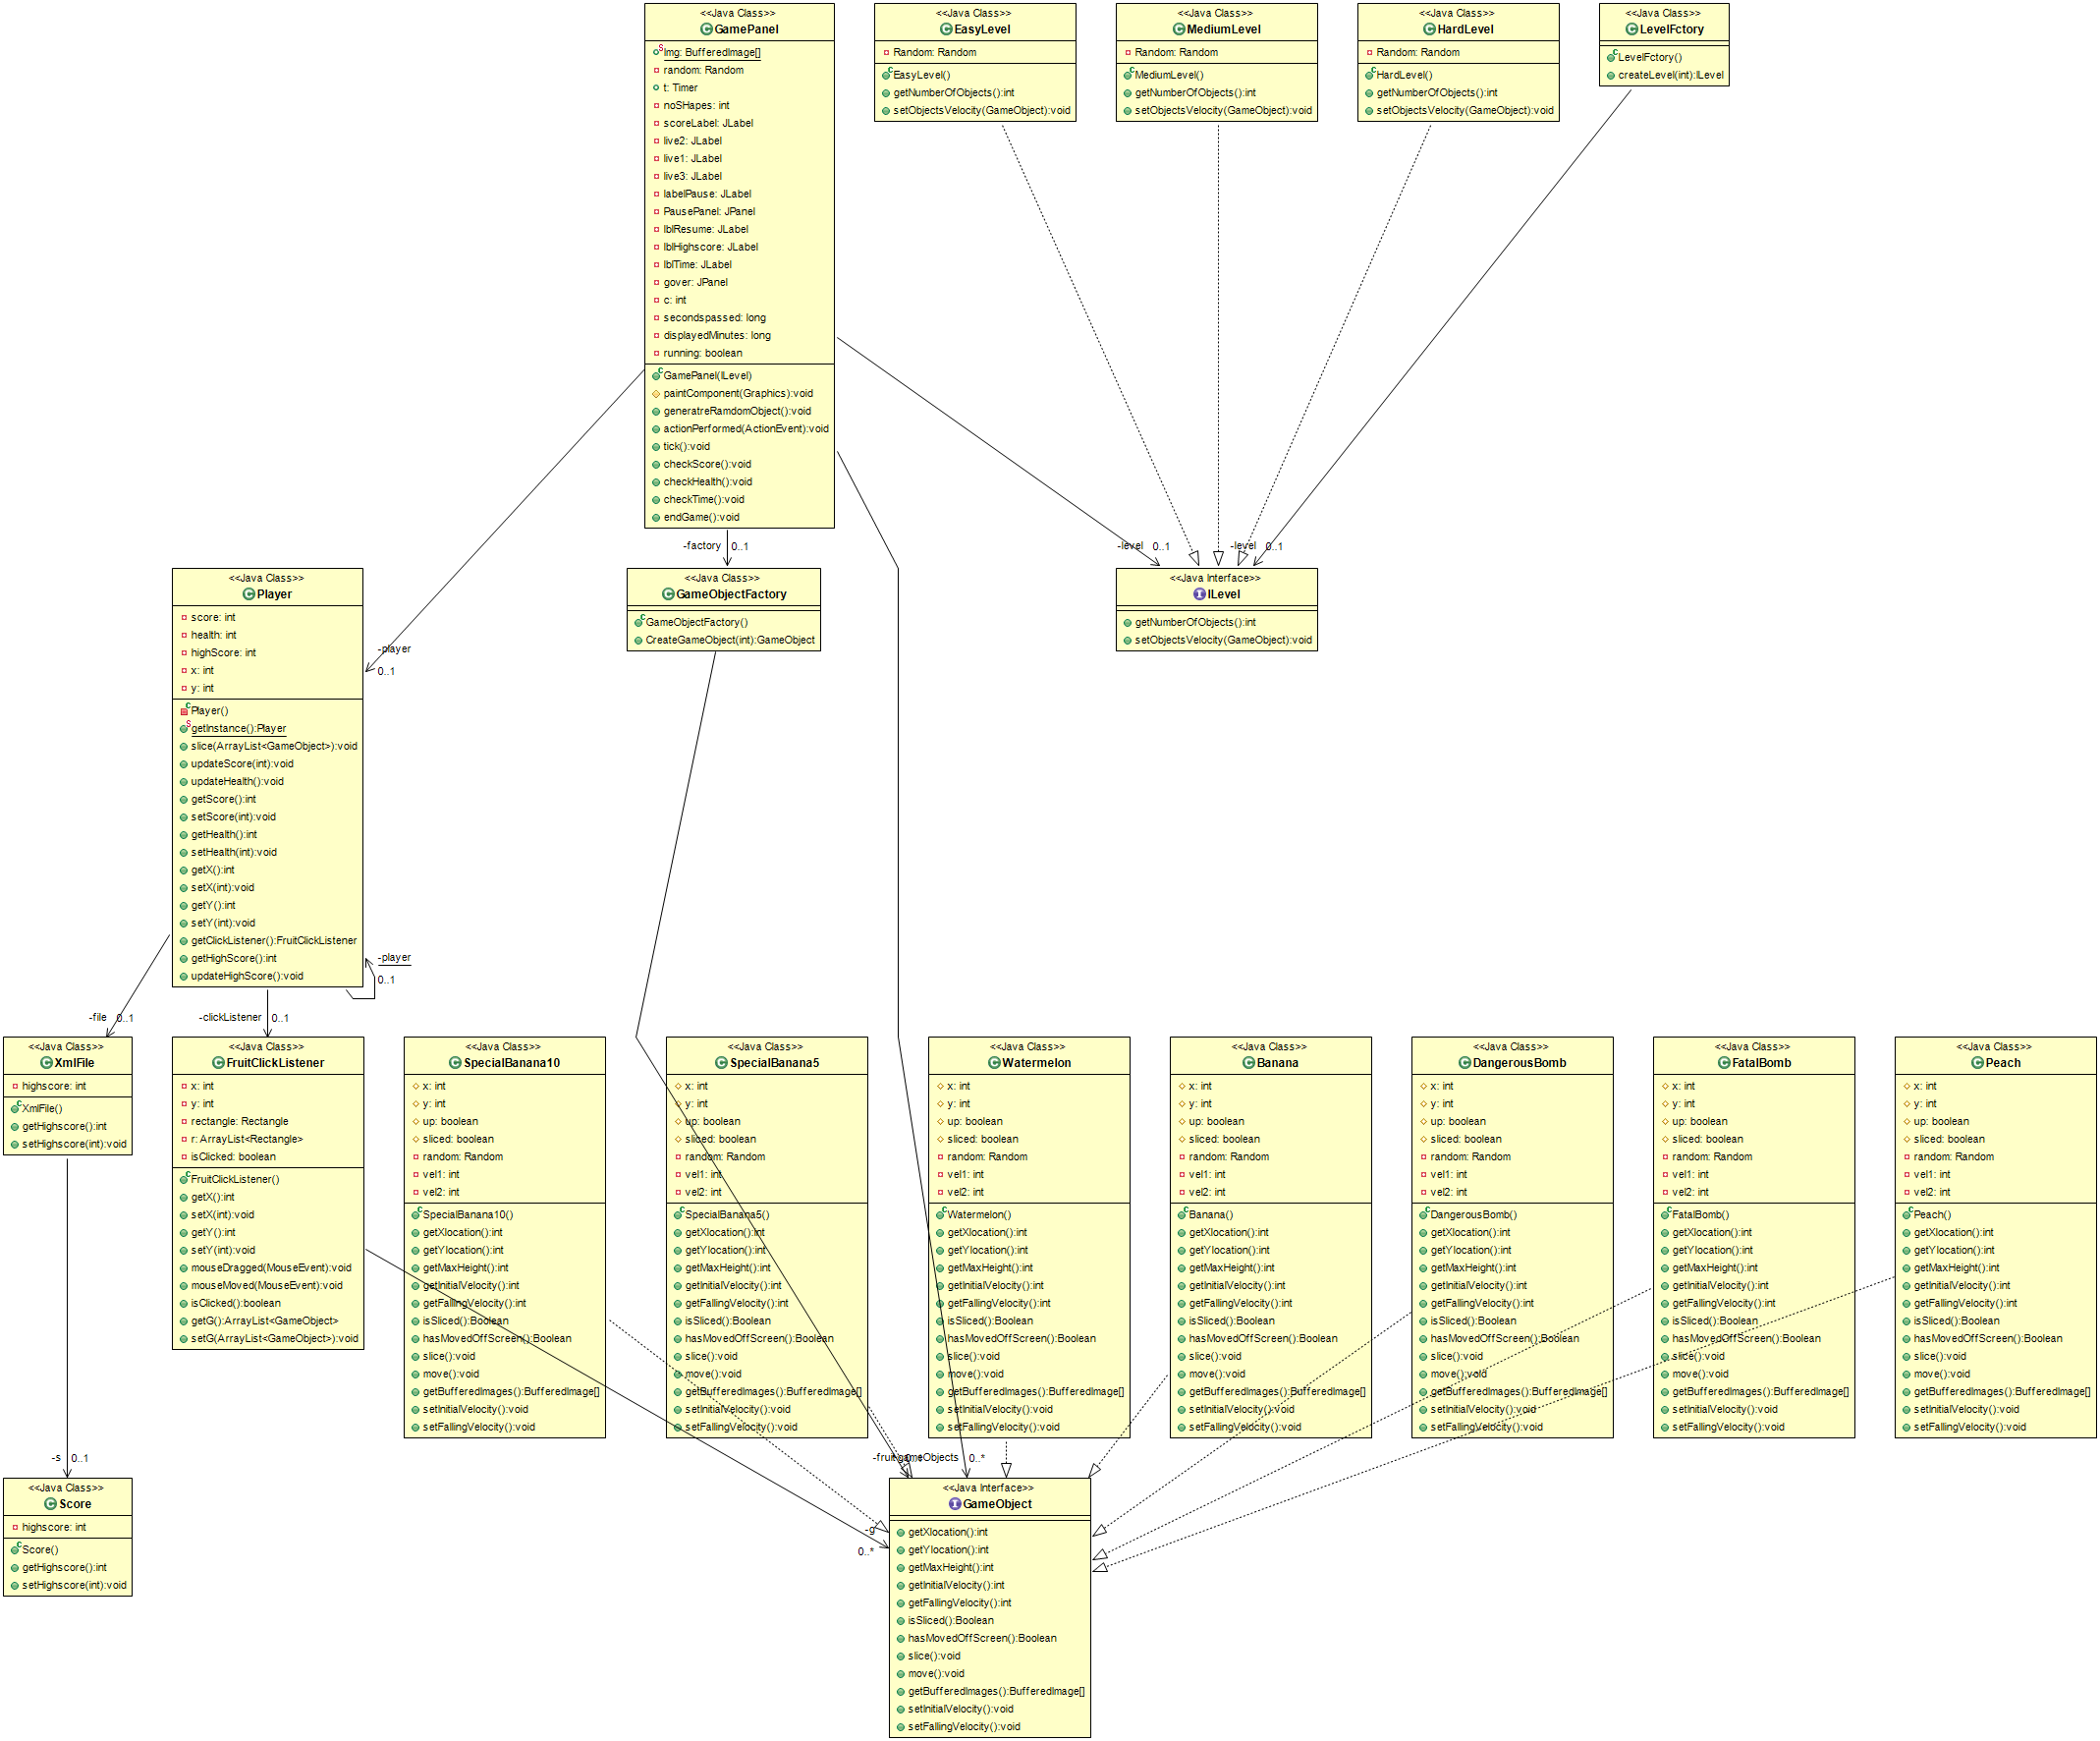 <<Java Class>>
GamePanel
Img: BufferedImage[]
random: Random
t: Timer
noSHapes: int
scoreLabel: JLabel
live2: JLabel
live1: JLabel
live3: JLabel
labelPause: JLabel
PausePanel: JPanel
lblResume: JLabel
lblHighscore: JLabel
lblTime: JLabel
gover: JPanel
c: int
secondspassed: long
displayedMinutes: long
running: boolean
GamePanel(ILevel)
paintComponent(Graphics):void
generatreRamdomObject():void
actionPerformed(ActionEvent):void
tick():void
checkScore():void
checkHealth():void
checkTime():void
endGame():void
<<Java Class>>
EasyLevel
Random: Random
EasyLevel()
getNumberOfObjects():int
setObjectsVelocity(GameObject):void
<<Java Class>>
MediumLevel
Random: Random
MediumLevel()
getNumberOfObjects():int
setObjectsVelocity(GameObject):void
<<Java Class>>
HardLevel
Random: Random
HardLevel()
getNumberOfObjects():int
setObjectsVelocity(GameObject):void
<<Java Class>>
LevelFctory
LevelFctory()
createLevel(int):ILevel
-factory 0..1
-level 0..1
-level 0..1
<<Java Class>>
Player
score: int
health: int
highScore: int
x: int
y: int
Player()
getInstance():Player
slice(ArrayList<GameObject>):void
updateScore(int):void
updateHealth():void
getScore():int
setScore(int):void
getHealth():int
setHealth(int):void
getX():int
setX(int):void
getY():int
setY(int):void
getClickListener():FruitClickListener
getHighScore():int
updateHighScore():void
-player
0..1
-player
0..1
<<Java Class>>
GameObjectFactory
GameObjectFactory()
CreateGameObject(int):GameObject
<<Java Interface>>
ILevel
getNumberOfObjects():int
setObjectsVelocity(GameObject):void
-file 0..1
-clickListener 0..1
<<Java Class>>
XmlFile
highscore: int
XmlFile()
getHighscore():int
setHighscore(int):void
<<Java Class>>
FruitClickListener
x: int
y: int
rectangle: Rectangle
r: ArrayList<Rectangle>
isClicked: boolean
FruitClickListener()
getX():int
setX(int):void
getY():int
setY(int):void
mouseDragged(MouseEvent):void
mouseMoved(MouseEvent):void
isClicked():boolean
getG():ArrayList<GameObject>
setG(ArrayList<GameObject>):void
<<Java Class>>
SpecialBanana10
x: int
y: int
up: boolean
sliced: boolean
random: Random
vel1: int
vel2: int
SpecialBanana10()
getXlocation():int
getYlocation():int
getMaxHeight():int
getInitialVelocity():int
getFallingVelocity():int
isSliced():Boolean
hasMovedOffScreen():Boolean
slice():void
move():void
getBufferedImages():BufferedImage[]
setInitialVelocity():void
setFallingVelocity():void
<<Java Class>>
SpecialBanana5
x: int
y: int
up: boolean
sliced: boolean
random: Random
vel1: int
vel2: int
SpecialBanana5()
getXlocation():int
getYlocation():int
getMaxHeight():int
getInitialVelocity():int
getFallingVelocity():int
isSliced():Boolean
hasMovedOffScreen():Boolean
slice():void
move():void
getBufferedImages():BufferedImage[]
setInitialVelocity():void
setFallingVelocity():void
<<Java Class>>
Watermelon
x: int
y: int
up: boolean
sliced: boolean
random: Random
vel1: int
vel2: int
Watermelon()
getXlocation():int
getYlocation():int
getMaxHeight():int
getInitialVelocity():int
getFallingVelocity():int
isSliced():Boolean
hasMovedOffScreen():Boolean
slice():void
move():void
getBufferedImages():BufferedImage[]
setInitialVelocity():void
setFallingVelocity():void
<<Java Class>>
Banana
x: int
y: int
up: boolean
sliced: boolean
random: Random
vel1: int
vel2: int
Banana()
getXlocation():int
getYlocation():int
getMaxHeight():int
getInitialVelocity():int
getFallingVelocity():int
isSliced():Boolean
hasMovedOffScreen():Boolean
slice():void
move():void
getBufferedImages():BufferedImage[]
setInitialVelocity():void
setFallingVelocity():void
<<Java Class>>
DangerousBomb
x: int
y: int
up: boolean
sliced: boolean
random: Random
vel1: int
vel2: int
DangerousBomb()
getXlocation():int
getYlocation():int
getMaxHeight():int
getInitialVelocity():int
getFallingVelocity():int
isSliced():Boolean
hasMovedOffScreen():Boolean
slice():void
move():void
getBufferedImages():BufferedImage[]
setInitialVelocity():void
setFallingVelocity():void
<<Java Class>>
FatalBomb
x: int
y: int
up: boolean
sliced: boolean
random: Random
vel1: int
vel2: int
FatalBomb()
getXlocation():int
getYlocation():int
getMaxHeight():int
getInitialVelocity():int
getFallingVelocity():int
isSliced():Boolean
hasMovedOffScreen():Boolean
slice():void
move():void
getBufferedImages():BufferedImage[]
setInitialVelocity():void
setFallingVelocity():void
<<Java Class>>
Peach
x: int
y: int
up: boolean
sliced: boolean
random: Random
vel1: int
vel2: int
Peach()
getXlocation():int
getYlocation():int
getMaxHeight():int
getInitialVelocity():int
getFallingVelocity():int
isSliced():Boolean
hasMovedOffScreen():Boolean
slice():void
move():void
getBufferedImages():BufferedImage[]
setInitialVelocity():void
setFallingVelocity():void
-s 0..1
-fruit gameObjects 0..*
-g
0..*
<<Java Class>>
Score
highscore: int
Score()
getHighscore():int
setHighscore(int):void
<<Java Interface>>
GameObject
getXlocation():int
getYlocation():int
getMaxHeight():int
getInitialVelocity():int
getFallingVelocity():int
isSliced():Boolean
hasMovedOffScreen():Boolean
slice():void
move():void
getBufferedImages():BufferedImage[]
setInitialVelocity():void
setFallingVelocity():void